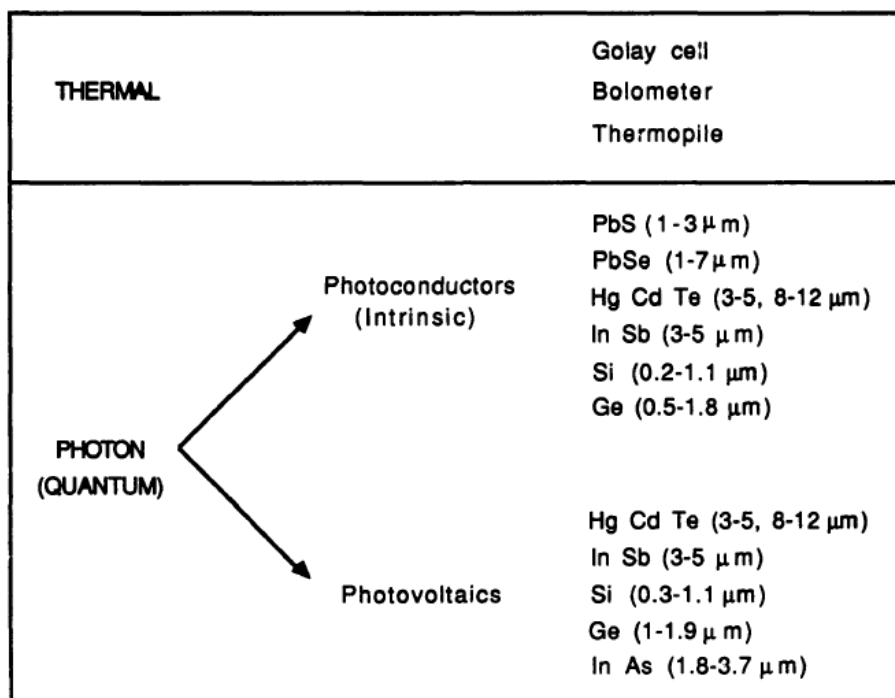 THERMAL
Golay cell
Bolometer
Thermopile
PHOTON
(QUANTUM)
Photoconductors
(Intrinsic)
PbS (1-3 μm)
PbSe (1-7 μm)
Hg Cd Te (3-5, 8-12 μm)
In Sb (3-5 μm)
Si (0.2-1.1 μm)
Ge (0.5-1.8 μm)
Photovoltaics
Hg Cd Te (3-5, 8-12 μm)
In Sb (3-5 μm)
Si (0.3-1.1 μm)
Ge (1-1.9 μm)
In As (1.8-3.7 μm)